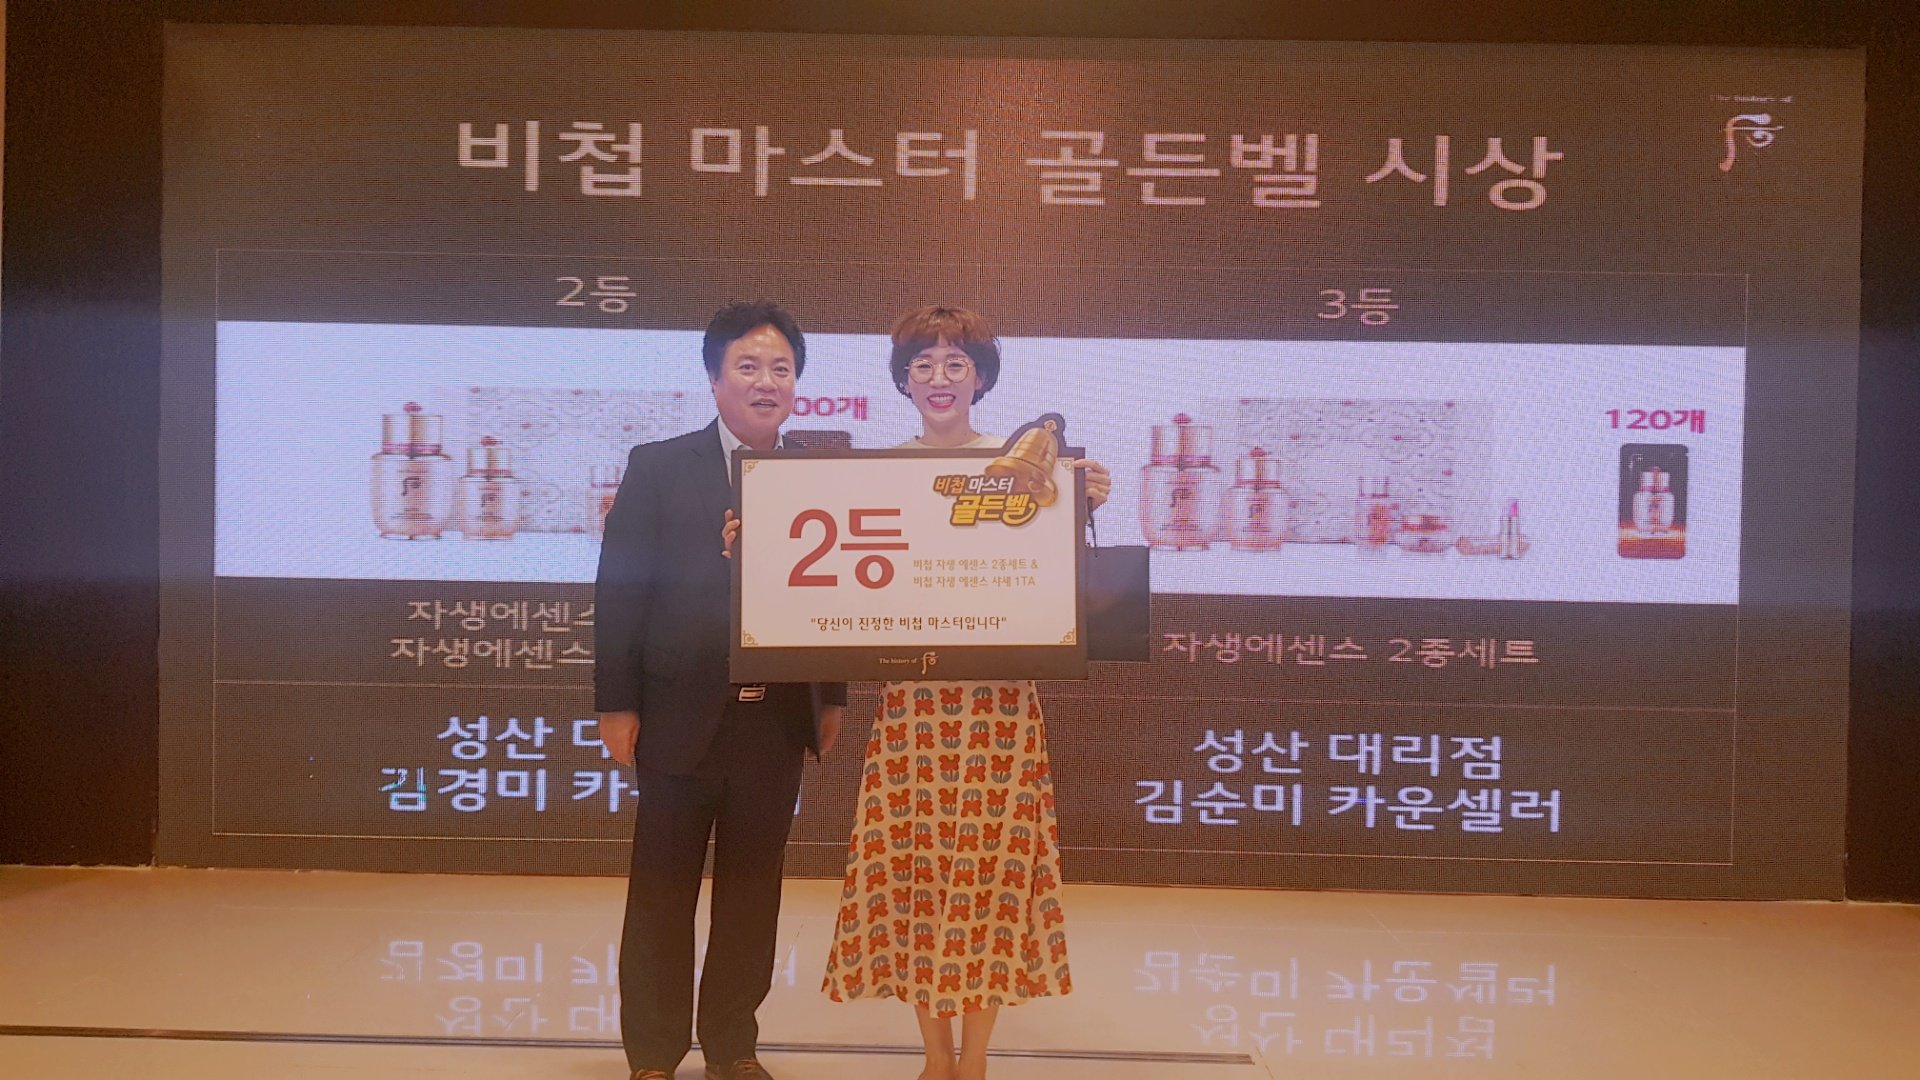 The history of 后
비첩 마스터 골든벨 시상
2등
3등
00개
120개
비첩 마스터
골든벨
2등
비첩 자생 에센스 2종세트 &
비첩 자생 에센스 샤세 1TA
"당신이 진정한 비첩 마스터입니다"
The history of 后
자생에센스
자생에센스
자생에센스 2종세트
성산
김경미
성산 대리점
김순미 카운셀러